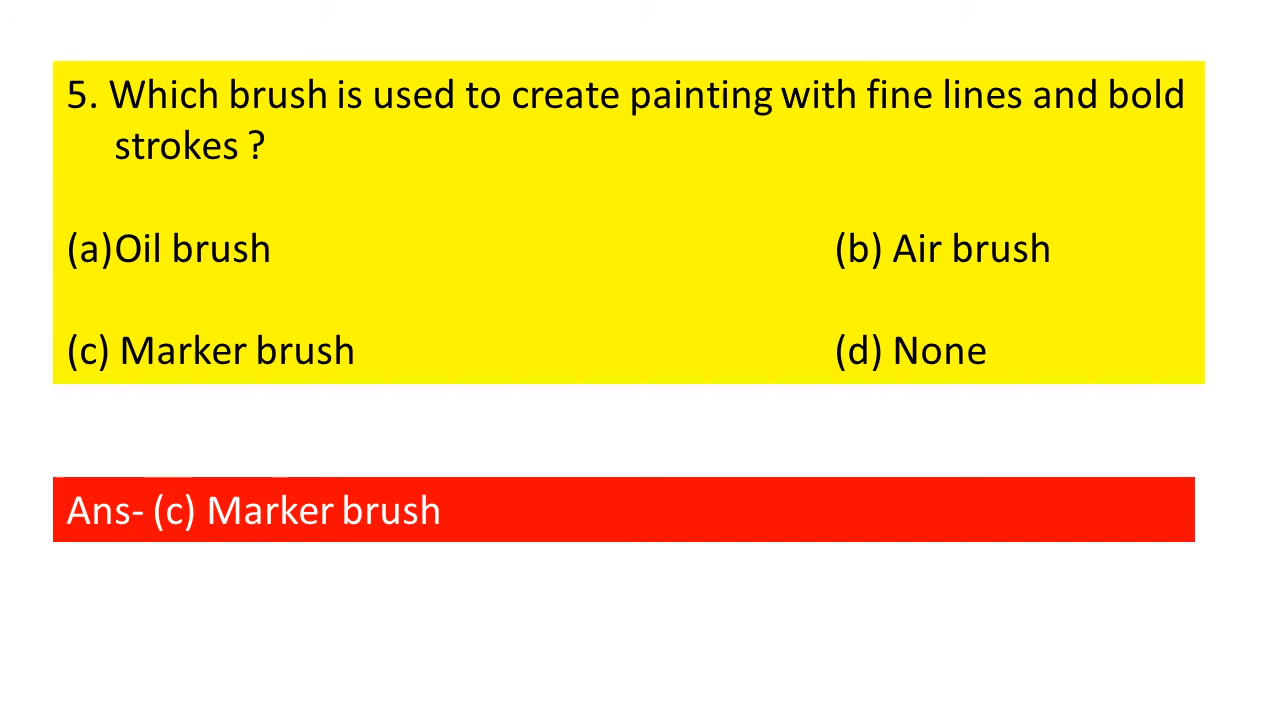 5. Which brush is used to create painting with fine lines and bold
strokes ?
(a)Oil brush (b) Air brush
(c) Marker brush (d) None
Ans- (c) Marker brush